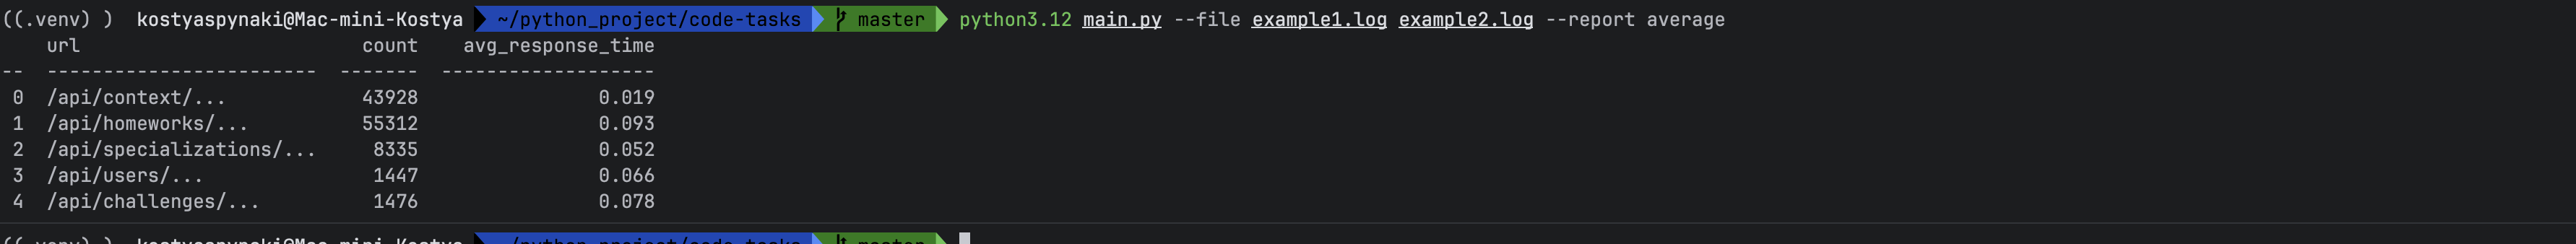 ((.venv) )  kostyaspynaki@Mac-mini-Kostya  ~/python_project/code-tasks  master  python3.12 main.py --file example1.log example2.log --report average
    url                        count    avg_response_time
--  -----------------------  -------  -------------------
 0  /api/context/...           43928                0.019
 1  /api/homeworks/...         55312                0.093
 2  /api/specializations/...    8335                0.052
 3  /api/users/...              1447                0.066
 4  /api/challenges/...         1476                0.078
((.venv) )  kostyaspynaki@Mac-mini-Kostya  ~/python_project/code-tasks  master